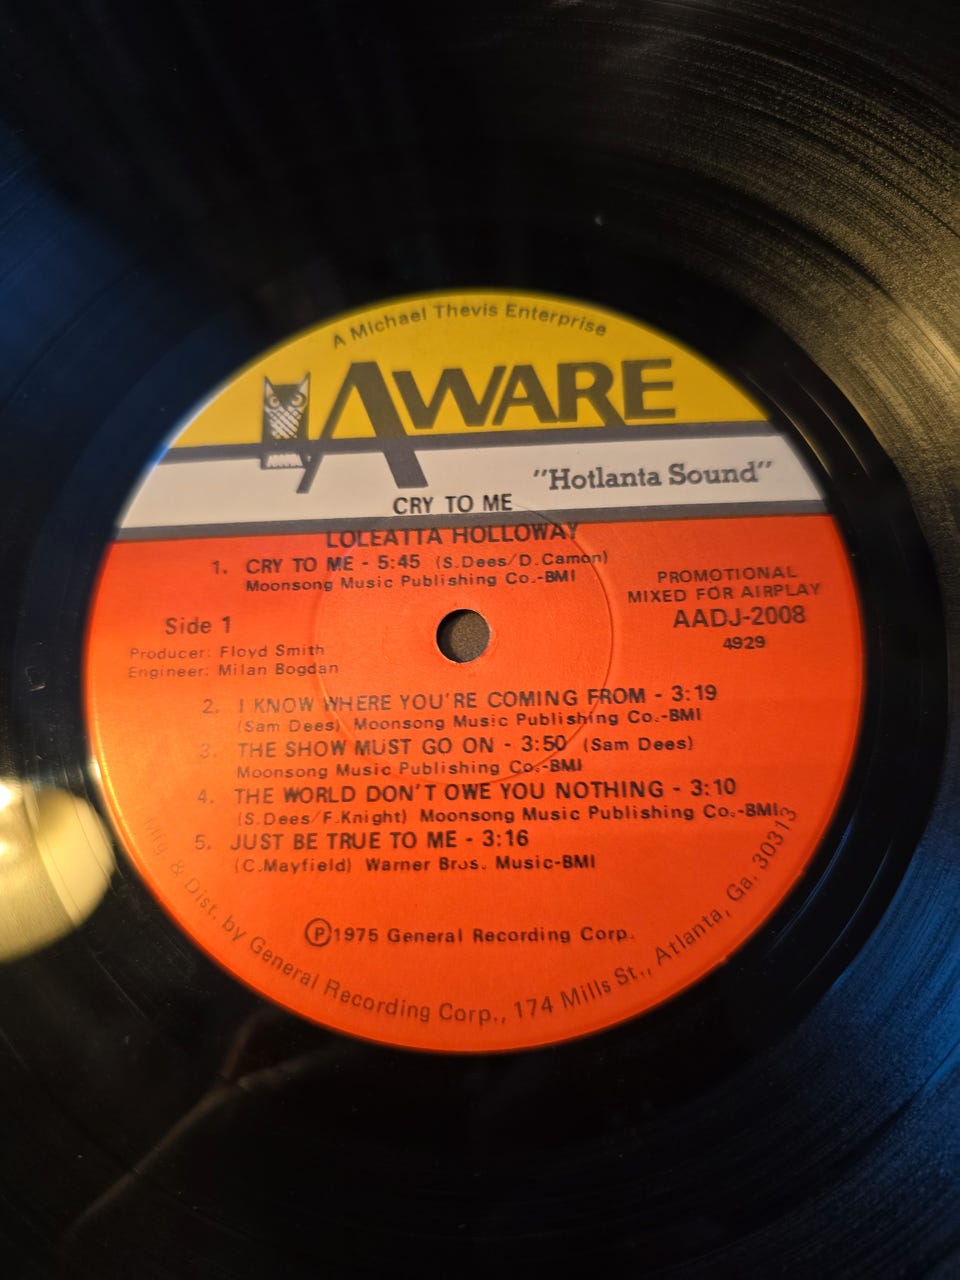 A Michael Thevis Enterprise
AWARE
"Hotlanta Sound"
CRY TO ME
LOLEATTA HOLLOWAY
1. CRY TO ME - 5:45 (S.Dees/D.Camon)
Moonsong Music Publishing Co.-BMI
PROMOTIONAL
MIXED FOR AIRPLAY
AADJ-2008
4929
Side 1
Producer: Floyd Smith
Engineer: Milan Bogdan
2. I KNOW WHERE YOU'RE COMING FROM - 3:19
(Sam Dees) Moonsong Music Publishing Co.-BMI
3. THE SHOW MUST GO ON - 3:50 (Sam Dees)
Moonsong Music Publishing Co.-BMI
4. THE WORLD DON'T OWE YOU NOTHING - 3:10
(S.Dees/F.Knight) Moonsong Music Publishing Co.-BMI
5. JUST BE TRUE TO ME - 3:16
(C.Mayfield) Warner Bros. Music-BMI
℗1975 General Recording Corp.
Mfg. & Dist. by General Recording Corp., 174 Mills St., Atlanta, Ga. 30313